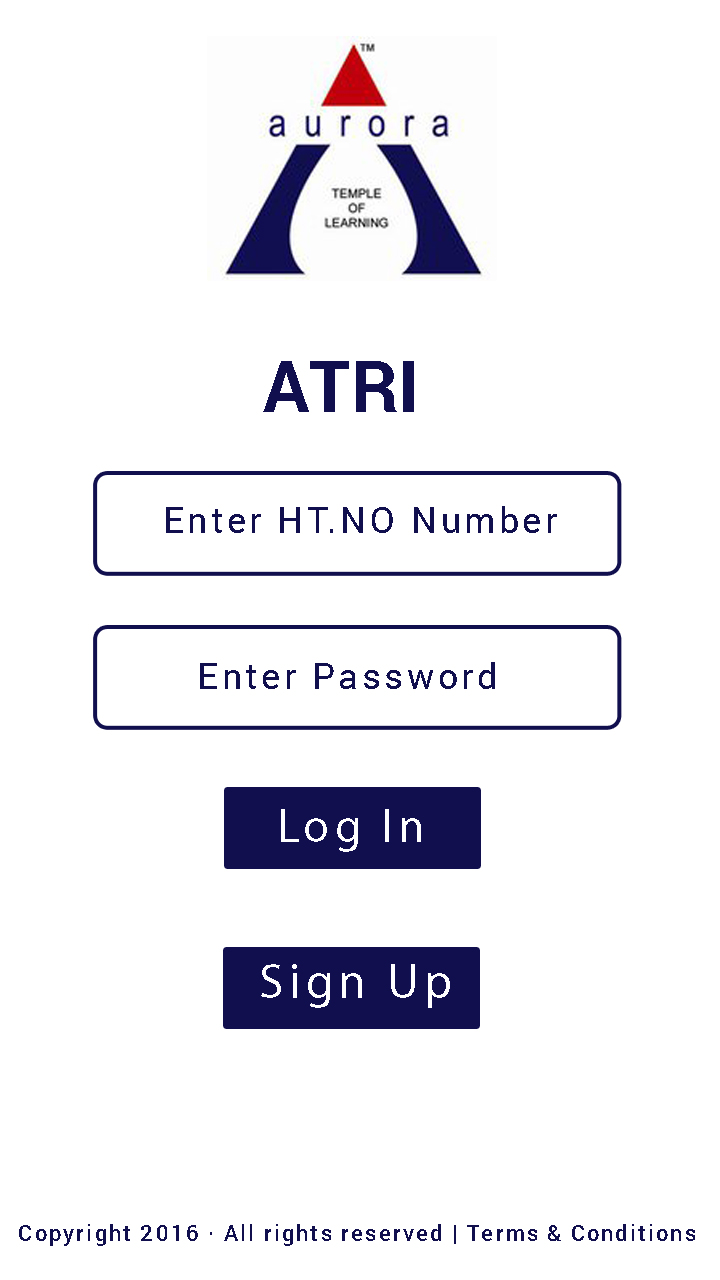 TM
aurora
TEMPLE
OF
LEARNING
ATRI
Enter HT.NO Number
Enter Password
Log In
Sign Up
Copyright 2016 · All rights reserved | Terms & Conditions